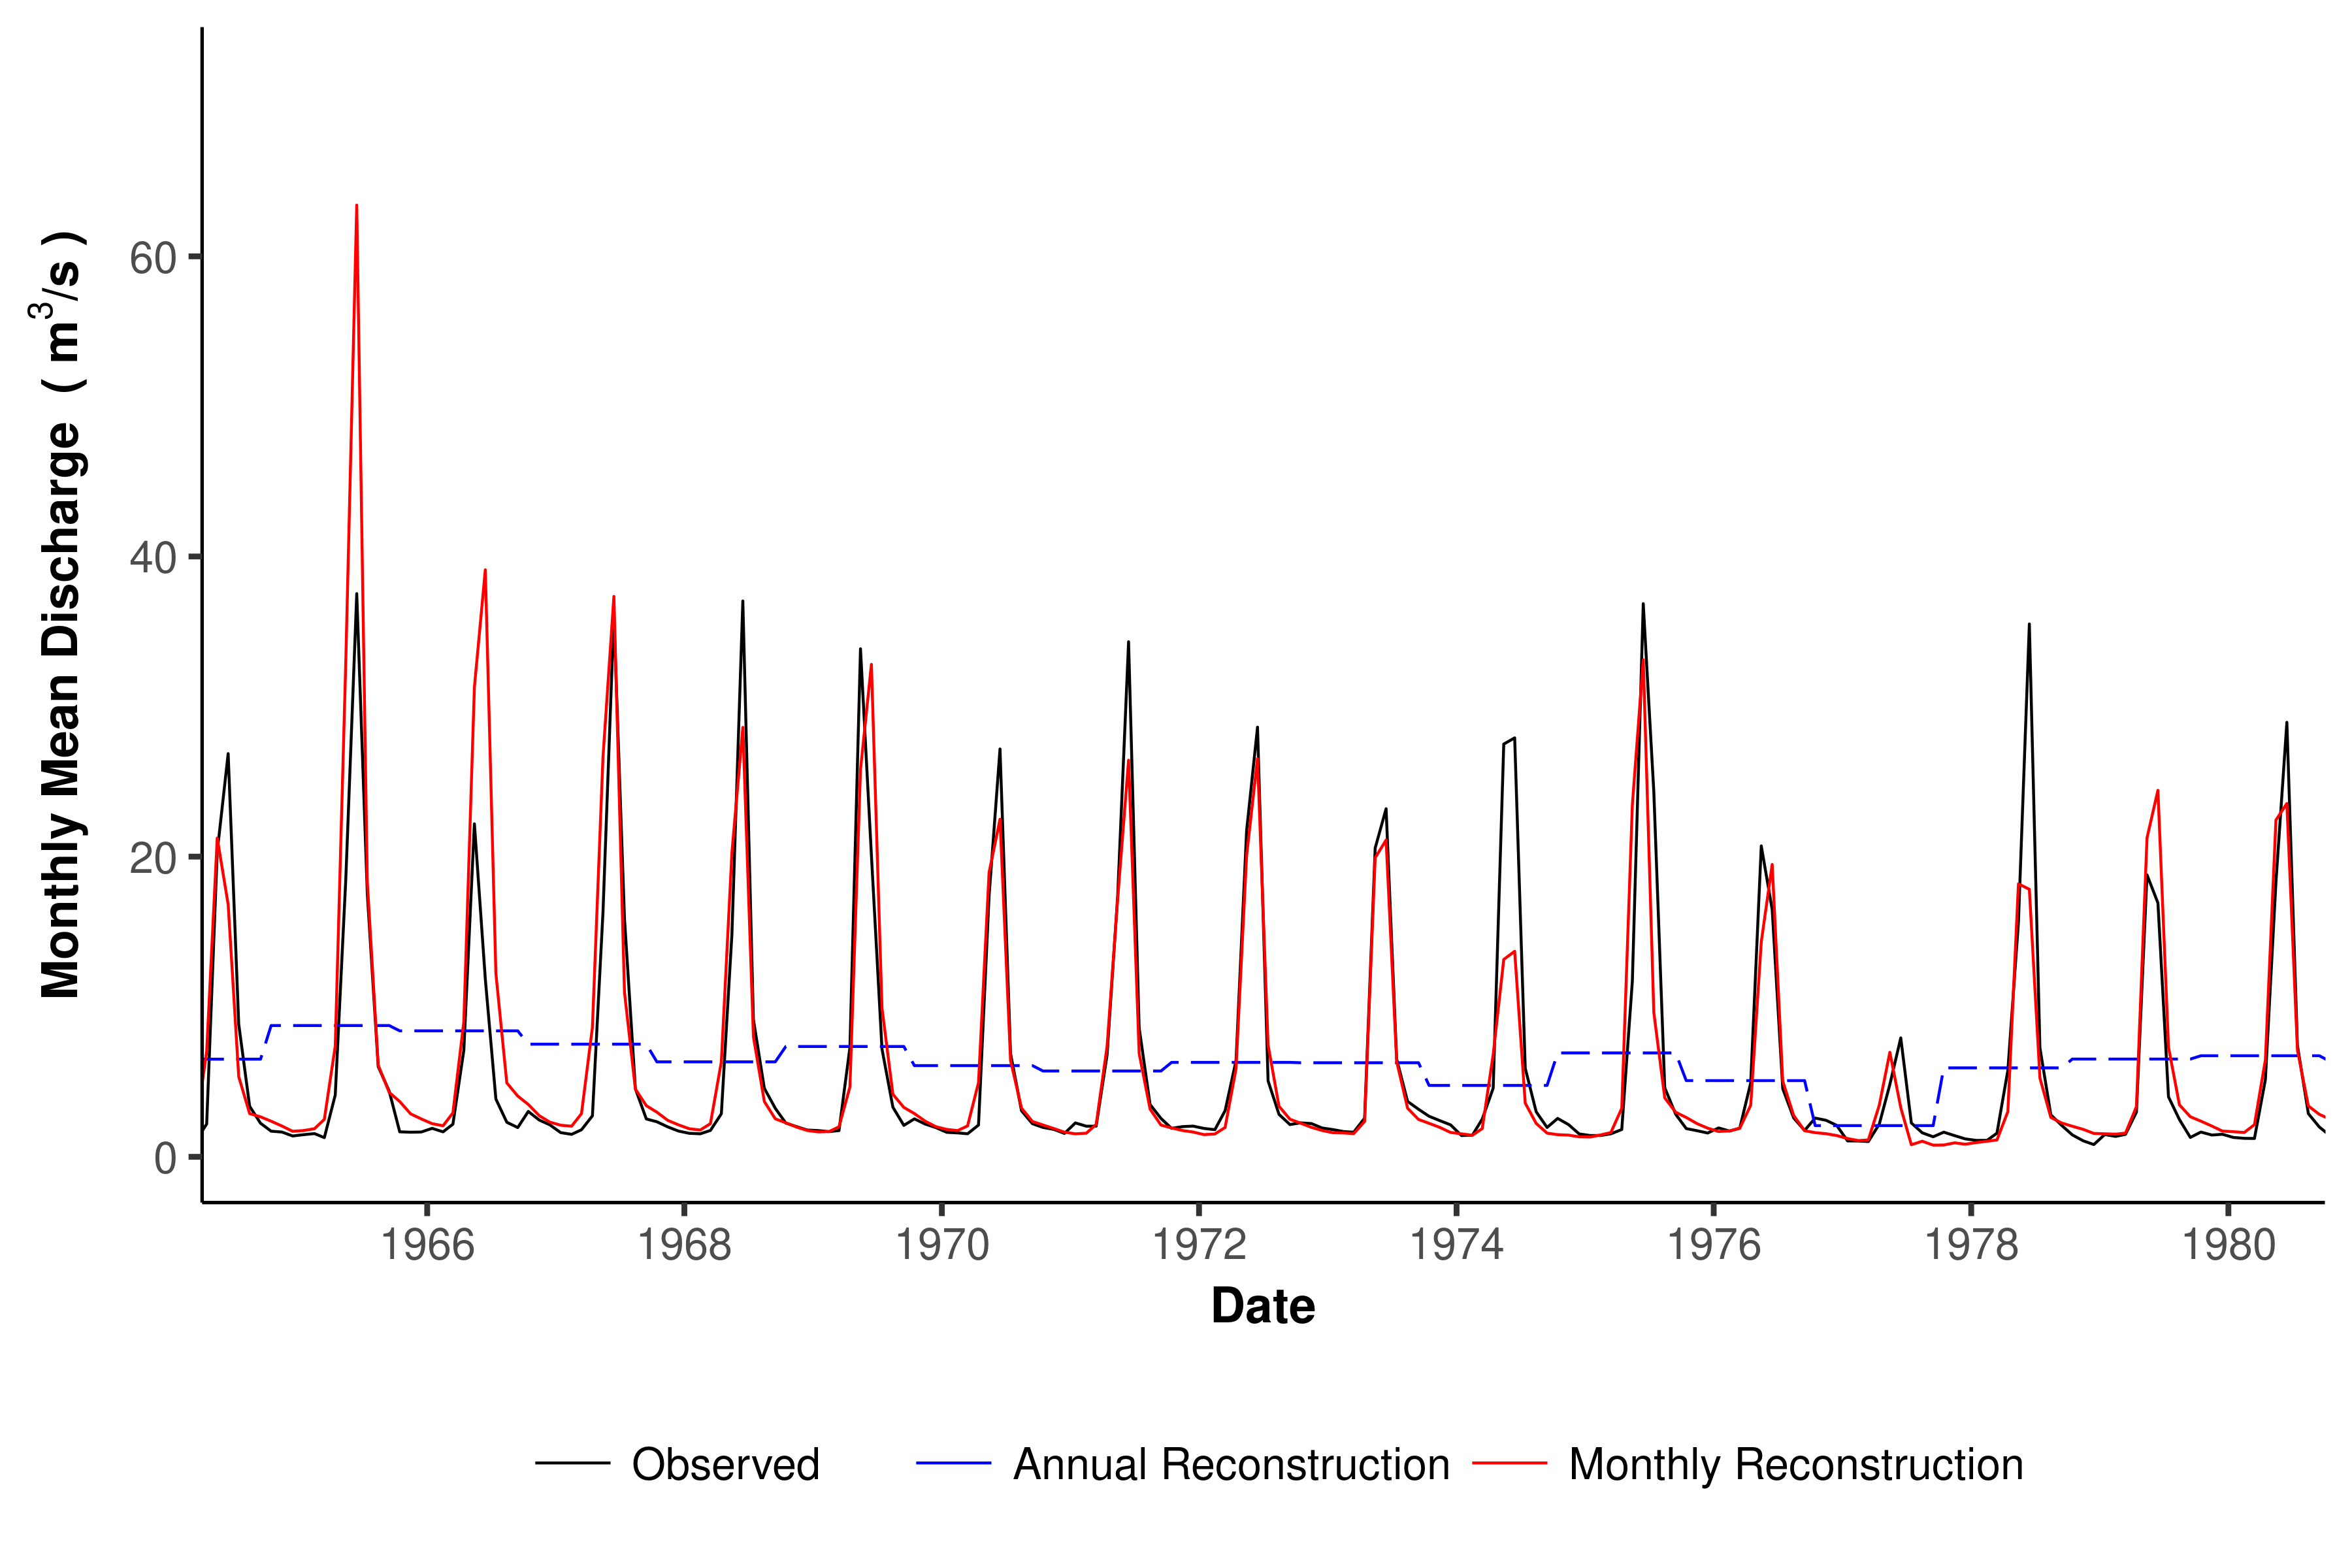 Monthly Mean Discharge ( m³/s )
60
40
20
0
1966 1968 1970 1972 1974 1976 1978 1980
Date
Observed Annual Reconstruction Monthly Reconstruction